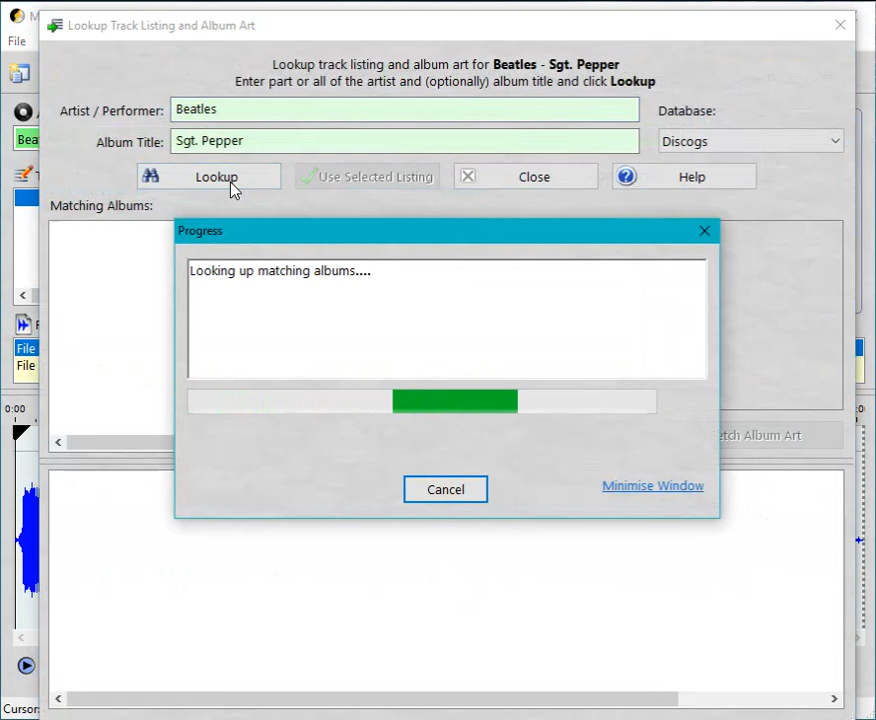 Lookup Track Listing and Album Art
File
Lookup track listing and album art for Beatles - Sgt. Pepper
Enter part or all of the artist and (optionally) album title and click Lookup
Artist / Performer: Beatles Database:
Album Title: Sgt. Pepper Discogs
Lookup Use Selected Listing Close Help
Matching Albums:
Progress
Looking up matching albums....
File
File
0:00
Album Art
Cancel
Minimise Window
Cursor